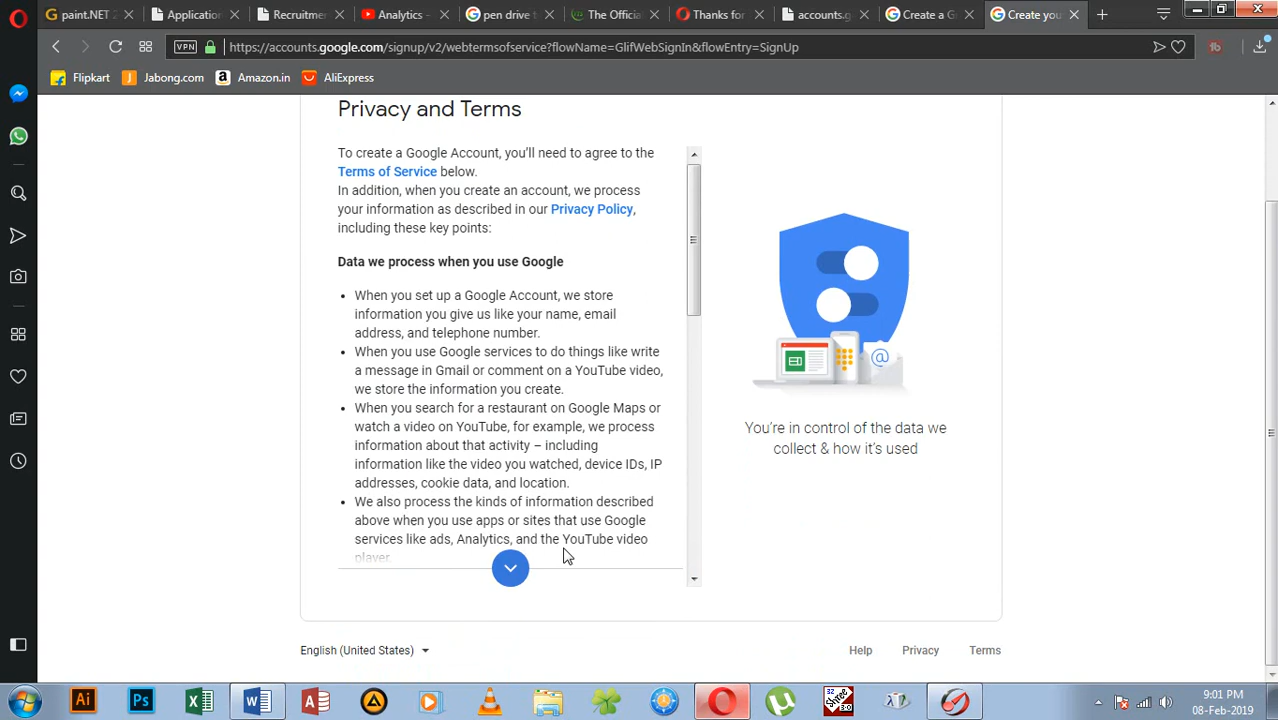 paint.NET 2
Application
Recruitmen
Analytics -
pen drive t
The Official
Thanks for
accounts.g
Create a G
Create you
VPN
https://accounts.google.com/signup/v2/webtermsofservice?flowName=GlifWebSignIn&flowEntry=SignUp
Flipkart
Jabong.com
Amazon.in
AliExpress
Privacy and Terms
To create a Google Account, you'll need to agree to the
Terms of Service below.
In addition, when you create an account, we process
your information as described in our Privacy Policy,
including these key points:
Data we process when you use Google
• When you set up a Google Account, we store
information you give us like your name, email
address, and telephone number.
• When you use Google services to do things like write
a message in Gmail or comment on a YouTube video,
we store the information you create.
• When you search for a restaurant on Google Maps or
watch a video on YouTube, for example, we process
information about that activity – including
information like the video you watched, device IDs, IP
addresses, cookie data, and location.
• We also process the kinds of information described
above when you use apps or sites that use Google
services like ads, Analytics, and the YouTube video
player.
You're in control of the data we
collect & how it's used
English (United States)
Help
Privacy
Terms
9:01 PM
08-Feb-2019